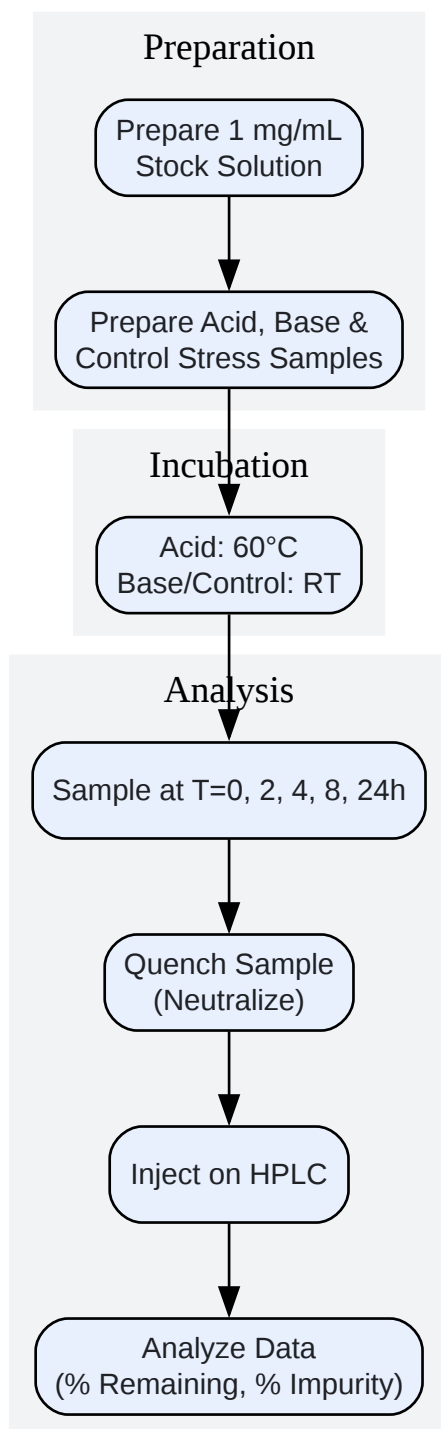 Preparation
Prepare 1 mg/mL
Stock Solution
Prepare Acid, Base &
Control Stress Samples
Incubation
Acid: 60°C
Base/Control: RT
Analysis
Sample at T=0, 2, 4, 8, 24h
Quench Sample
(Neutralize)
Inject on HPLC
Analyze Data
(% Remaining, % Impurity)